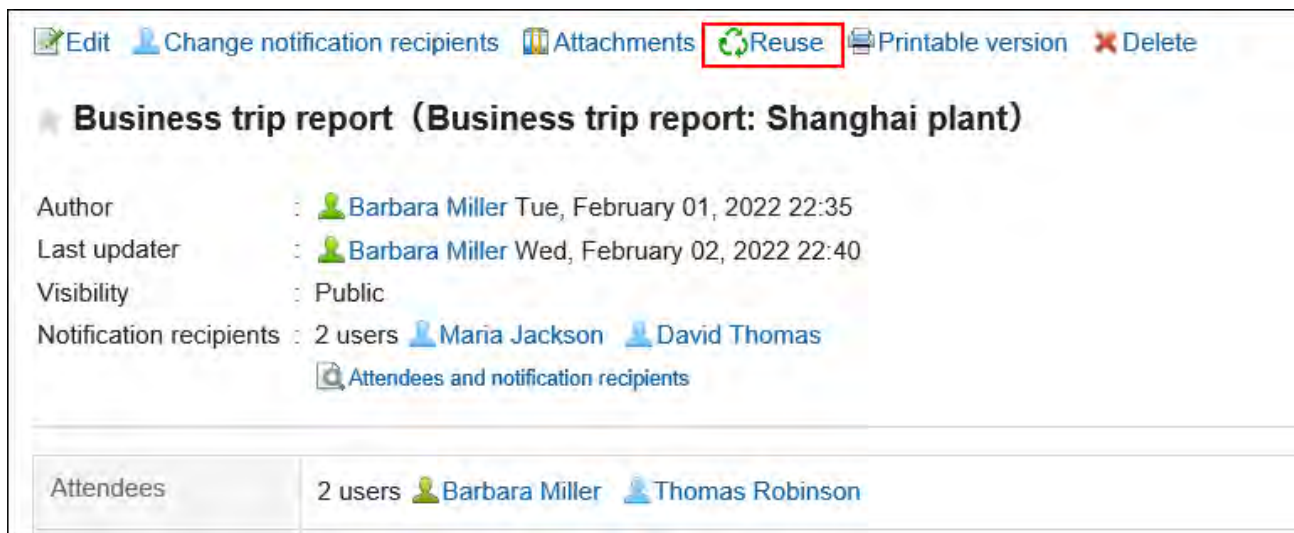 Edit Change notification recipients Attachments Reuse Printable version Delete
Business trip report（Business trip report: Shanghai plant）
Author : Barbara Miller Tue, February 01, 2022 22:35
Last updater : Barbara Miller Wed, February 02, 2022 22:40
Visibility : Public
Notification recipients : 2 users Maria Jackson David Thomas
Attendees and notification recipients
Attendees 2 users Barbara Miller Thomas Robinson